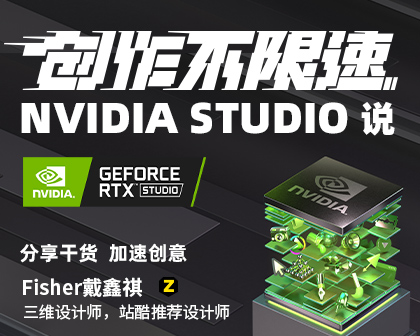 创作不限速
NVIDIA STUDIO 说
NVIDIA. GEFORCE RTX™ STUDIO
NVIDIA.
分享干货 加速创意
Fisher戴鑫祺 Z
三维设计师，站酷推荐设计师